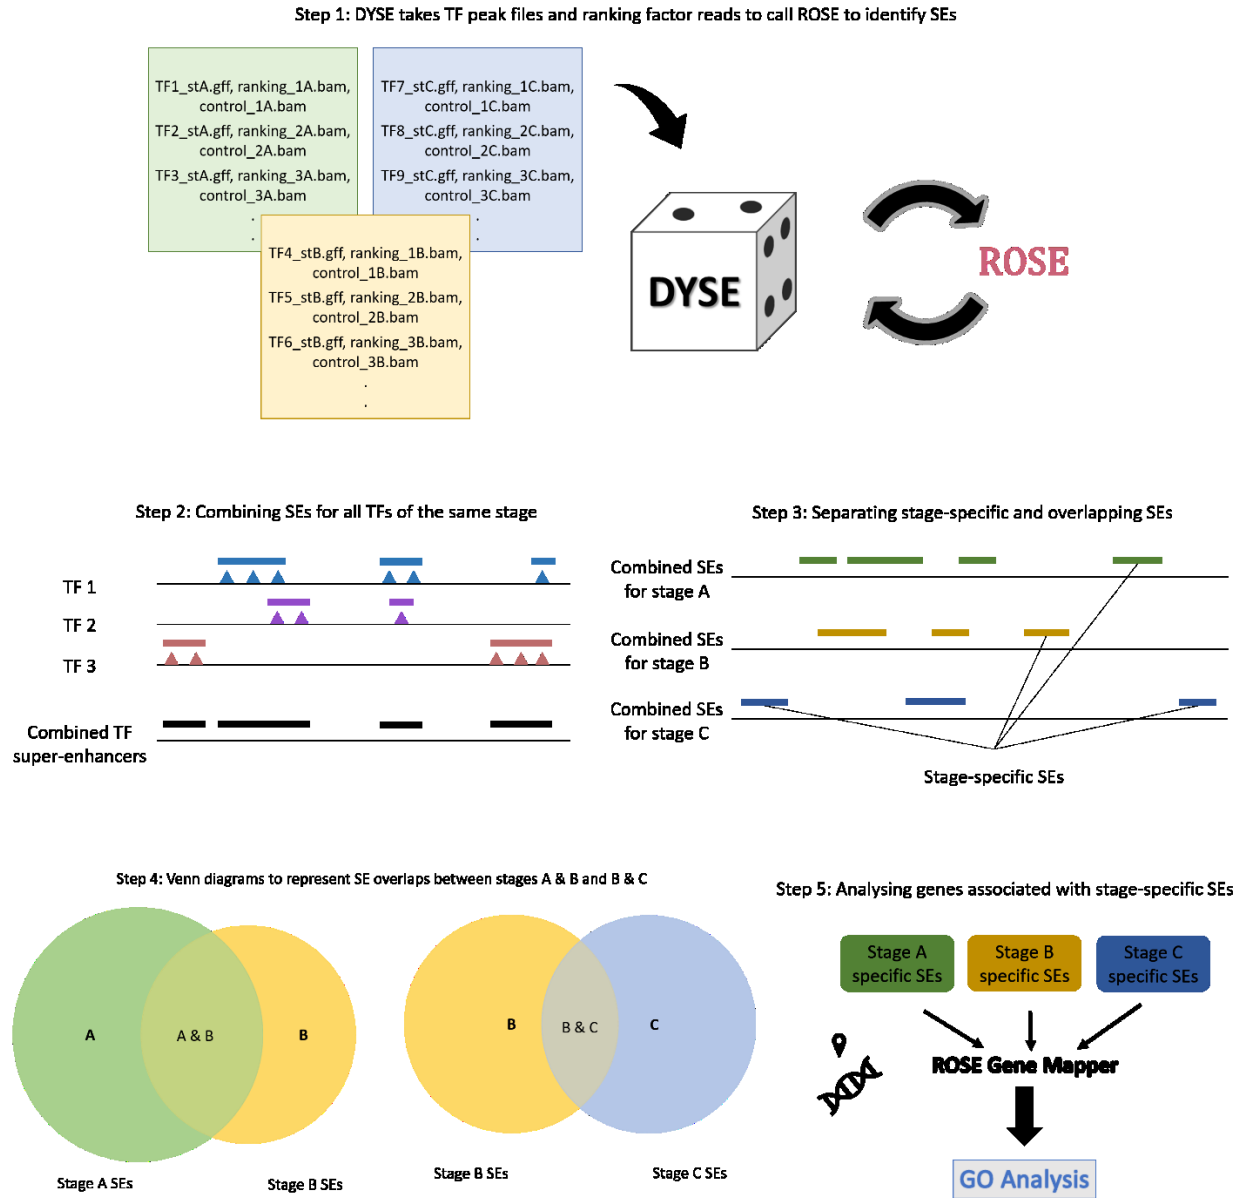 Step 1: DYSE takes TF peak files and ranking factor reads to call ROSE to identify SEs
TF1_stA.gff, ranking_1A.bam,
control_1A.bam
TF2_stA.gff, ranking_2A.bam,
control_2A.bam
TF3_stA.gff, ranking_3A.bam,
control_3A.bam
.
.
TF7_stC.gff, ranking_1C.bam,
control_1C.bam
TF8_stC.gff, ranking_2C.bam,
control_2C.bam
TF9_stC.gff, ranking_3C.bam,
control_3C.bam
.
.
TF4_stB.gff, ranking_1B.bam,
control_1B.bam
TF5_stB.gff, ranking_2B.bam,
control_2B.bam
TF6_stB.gff, ranking_3B.bam,
control_3B.bam
.
.
DYSE
ROSE
Step 2: Combining SEs for all TFs of the same stage
TF 1
TF 2
TF 3
Combined TF
super-enhancers
Step 3: Separating stage-specific and overlapping SEs
Combined SEs
for stage A
Combined SEs
for stage B
Combined SEs
for stage C
Stage-specific SEs
Step 4: Venn diagrams to represent SE overlaps between stages A & B and B & C
A
A & B
B
Stage A SEs
Stage B SEs
B
B & C
C
Stage B SEs
Stage C SEs
Step 5: Analysing genes associated with stage-specific SEs
Stage A
specific SEs
Stage B
specific SEs
Stage C
specific SEs
ROSE Gene Mapper
GO Analysis